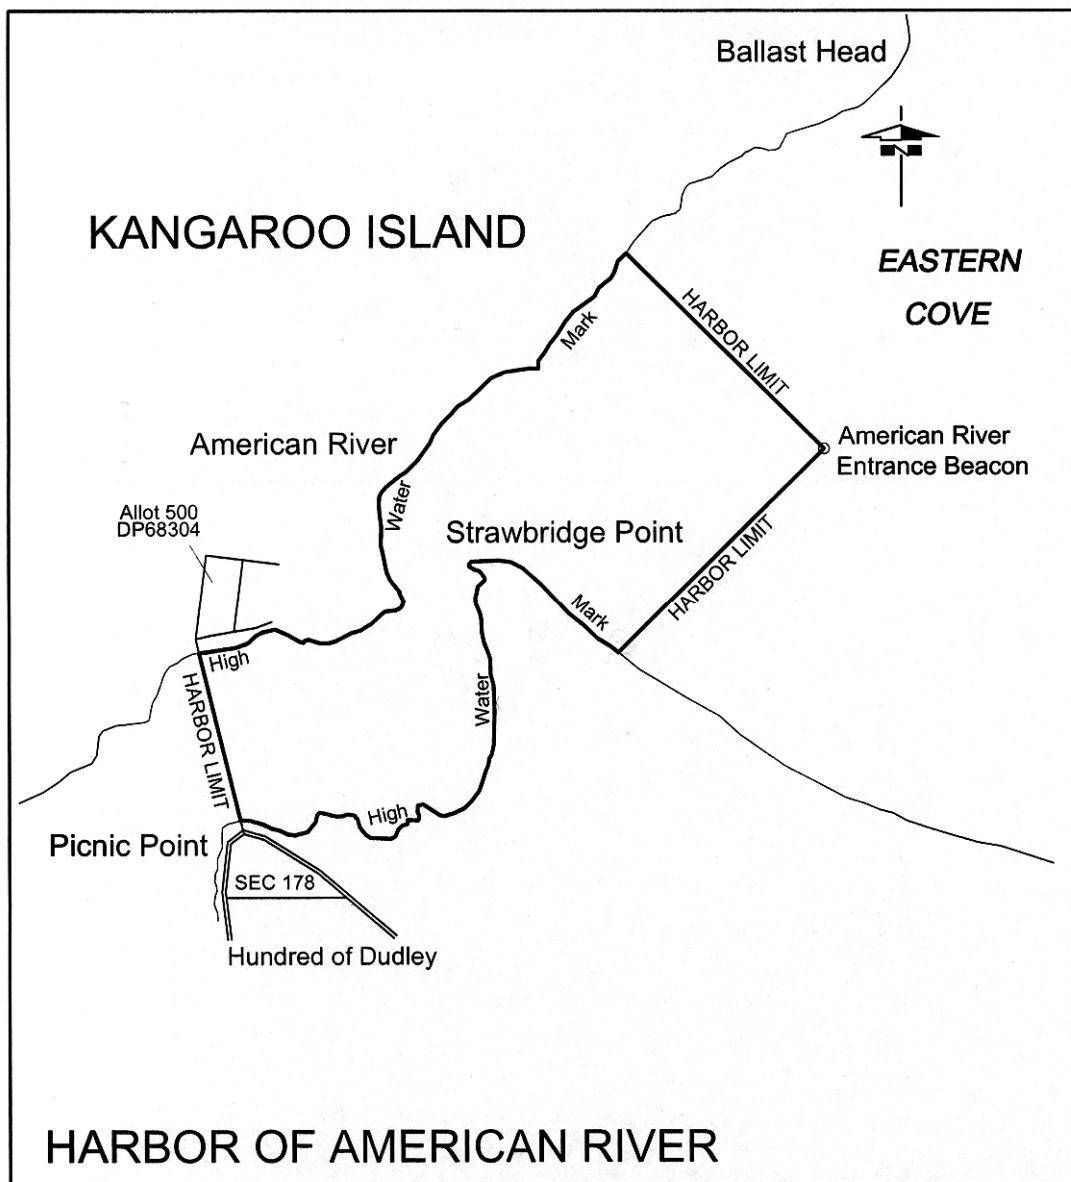 Ballast Head
N
KANGAROO ISLAND
EASTERN
COVE
HARBOR LIMIT
Mark
American River
Entrance Beacon
American River
Water
Allot 500
DP68304
Strawbridge Point
HARBOR LIMIT
Mark
High
HARBOR LIMIT
Water
High
Picnic Point
SEC 178
Hundred of Dudley
HARBOR OF AMERICAN RIVER